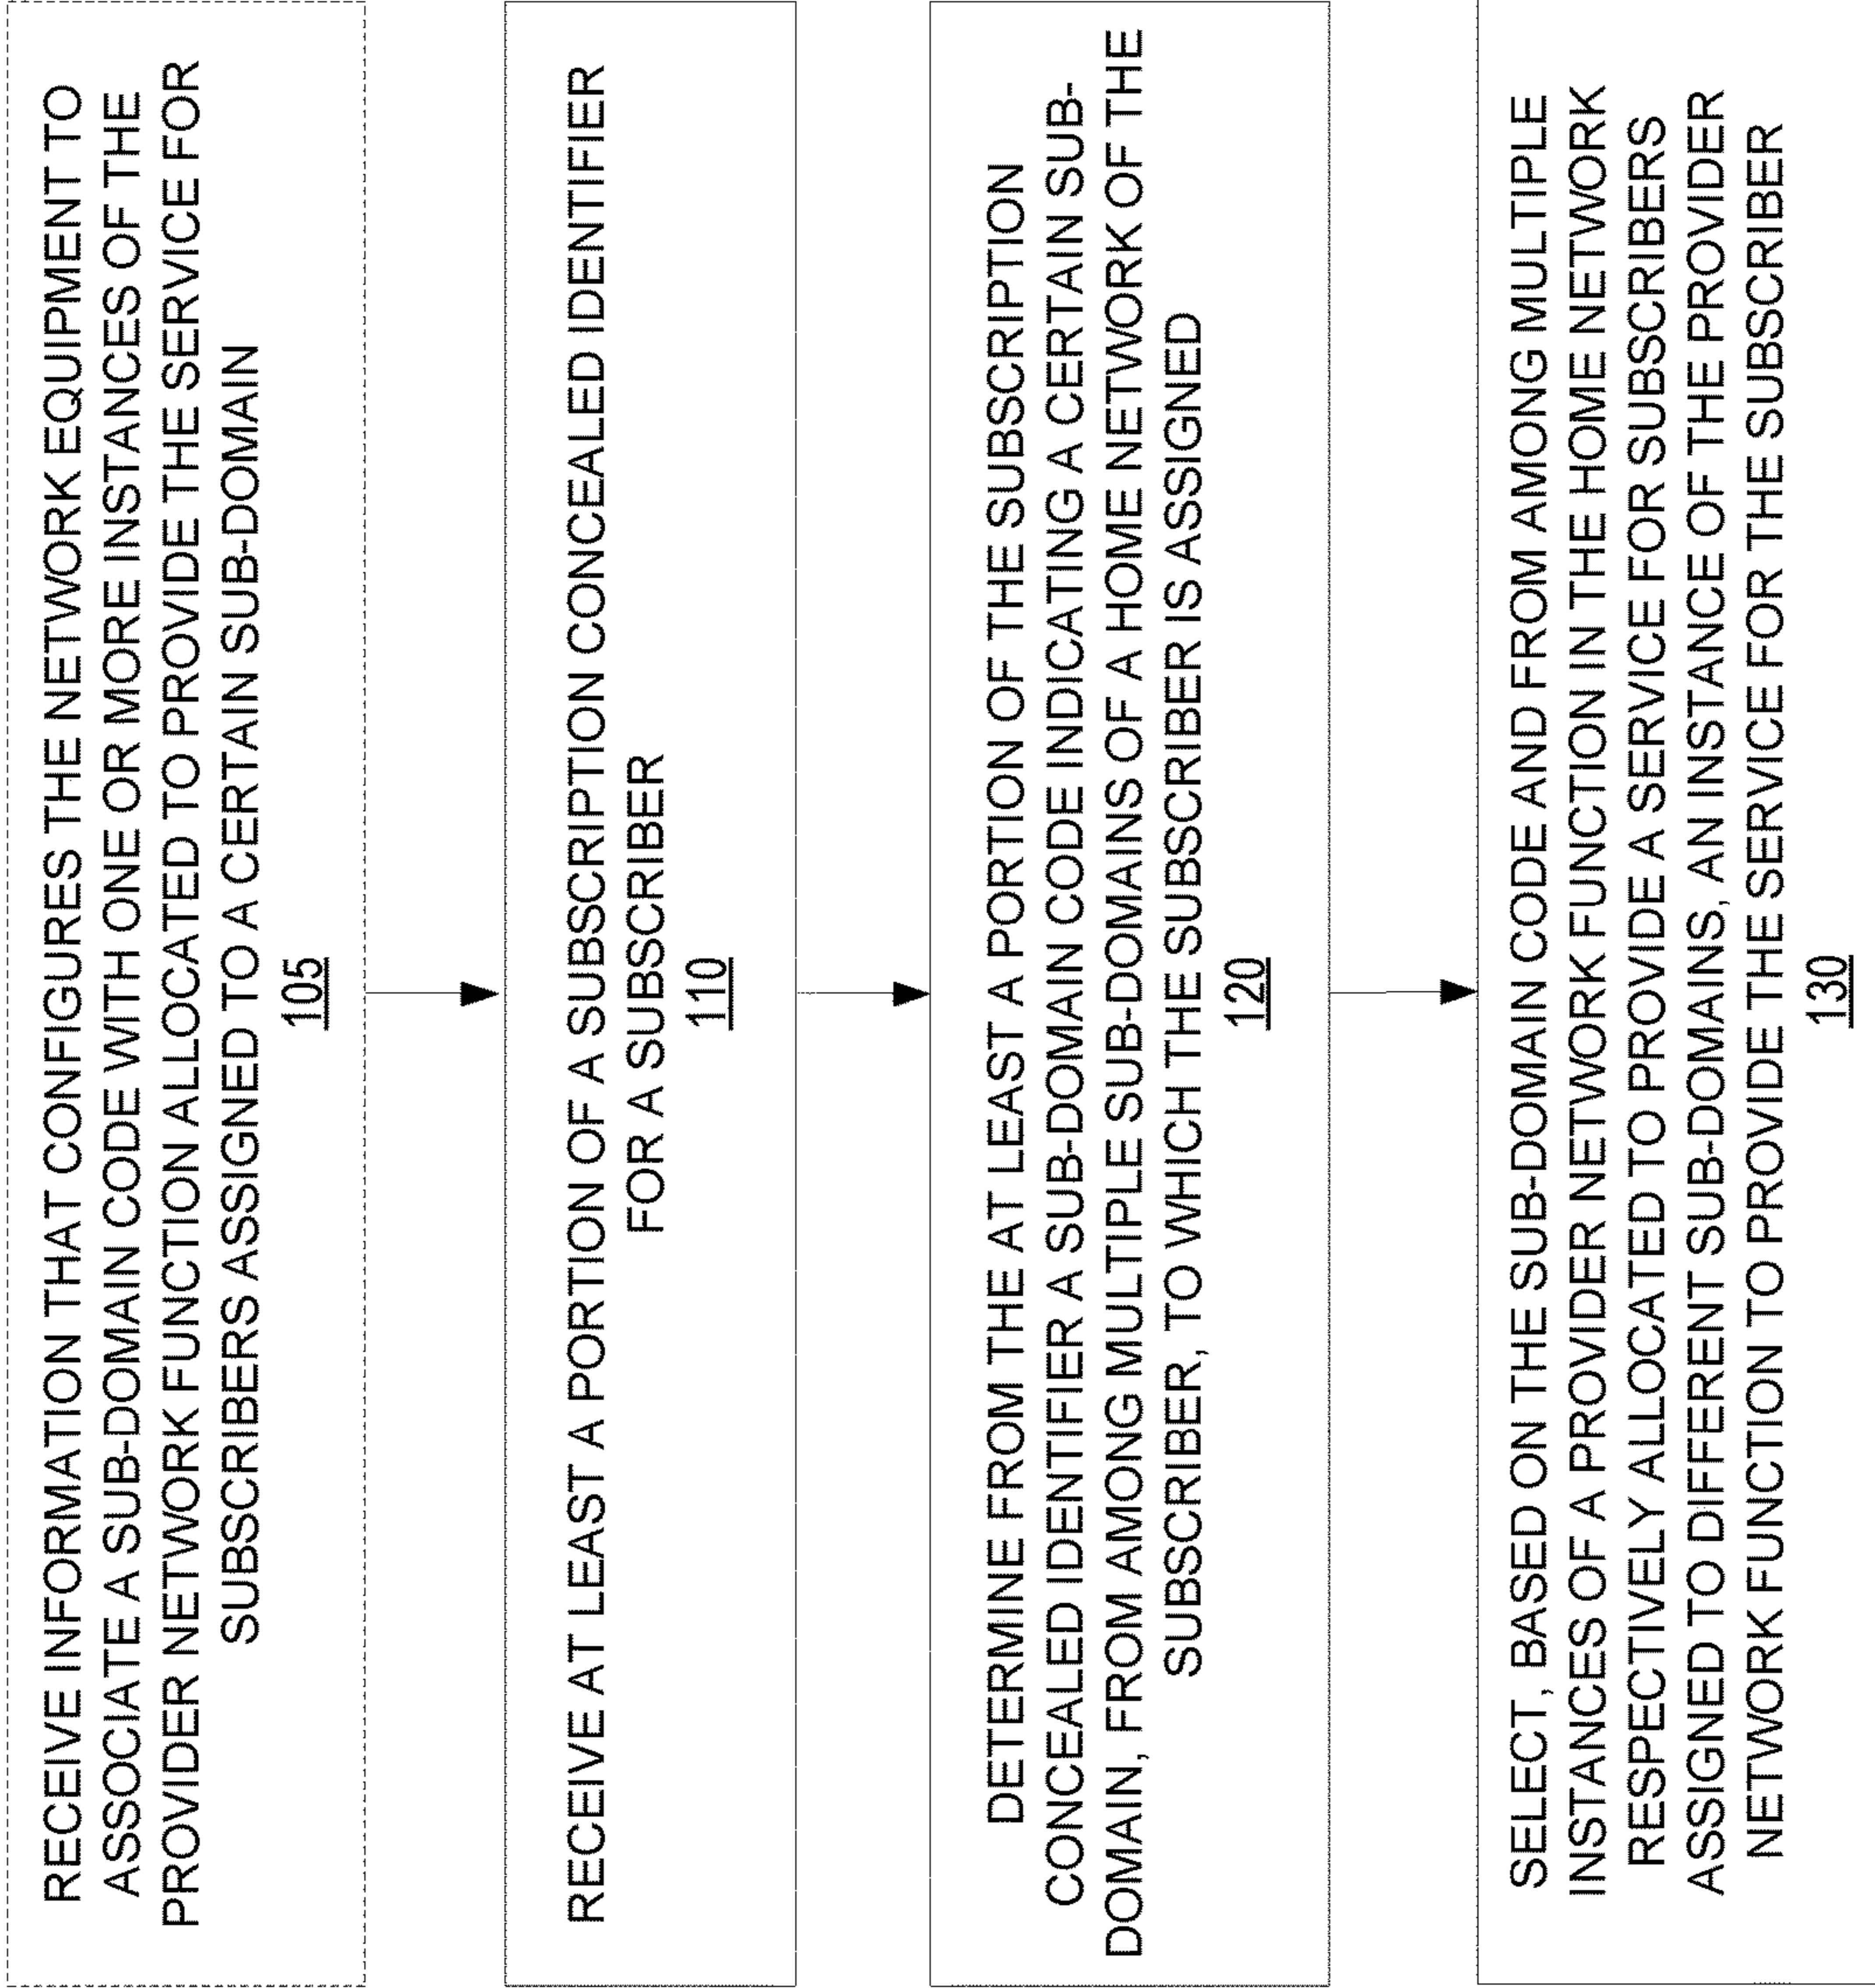 RECEIVE INFORMATION THAT CONFIGURES THE NETWORK EQUIPMENT TO
ASSOCIATE A SUB-DOMAIN CODE WITH ONE OR MORE INSTANCES OF THE
PROVIDER NETWORK FUNCTION ALLOCATED TO PROVIDE THE SERVICE FOR
SUBSCRIBERS ASSIGNED TO A CERTAIN SUB-DOMAIN
105
RECEIVE AT LEAST A PORTION OF A SUBSCRIPTION CONCEALED IDENTIFIER
FOR A SUBSCRIBER
110
DETERMINE FROM THE AT LEAST A PORTION OF THE SUBSCRIPTION
CONCEALED IDENTIFIER A SUB-DOMAIN CODE INDICATING A CERTAIN SUB-
DOMAIN, FROM AMONG MULTIPLE SUB-DOMAINS OF A HOME NETWORK OF THE
SUBSCRIBER, TO WHICH THE SUBSCRIBER IS ASSIGNED
120
SELECT, BASED ON THE SUB-DOMAIN CODE AND FROM AMONG MULTIPLE
INSTANCES OF A PROVIDER NETWORK FUNCTION IN THE HOME NETWORK
RESPECTIVELY ALLOCATED TO PROVIDE A SERVICE FOR SUBSCRIBERS
ASSIGNED TO DIFFERENT SUB-DOMAINS, AN INSTANCE OF THE PROVIDER
NETWORK FUNCTION TO PROVIDE THE SERVICE FOR THE SUBSCRIBER
130